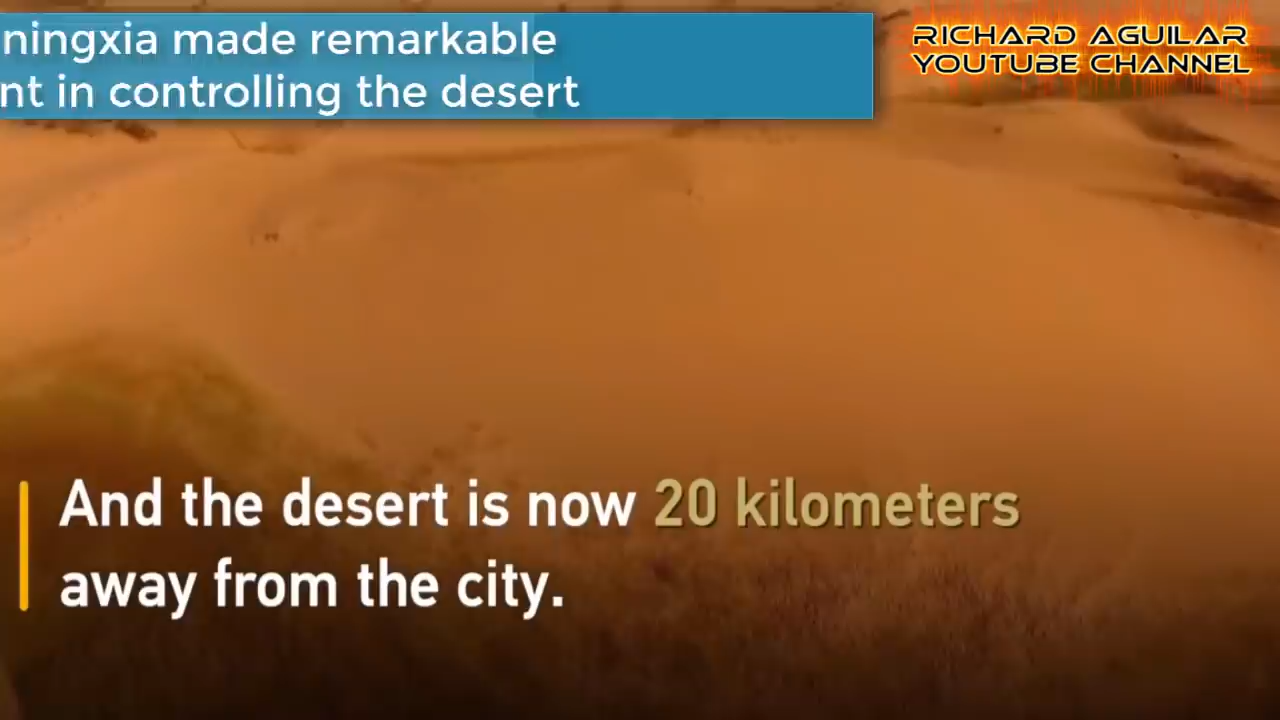 ningxia made remarkable
nt in controlling the desert
RICHARD AGUILAR
YOUTUBE CHANNEL
And the desert is now 20 kilometers
away from the city.